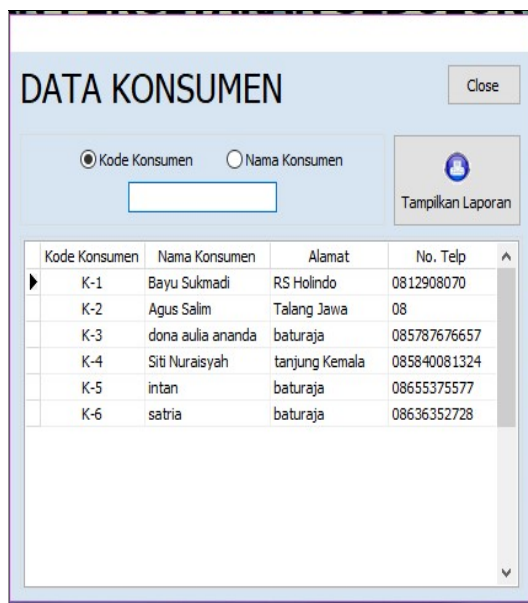 DATA KONSUMEN
Close
Kode Konsumen Nama Konsumen
Tampilkan Laporan
Kode Konsumen Nama Konsumen Alamat No. Telp
K-1 Bayu Sukmadi RS Holindo 0812908070
K-2 Agus Salim Talang Jawa 08
K-3 dona aulia ananda baturaja 085787676657
K-4 Siti Nuraisyah tanjung Kemala 085840081324
K-5 intan baturaja 08655375577
K-6 satria baturaja 08636352728